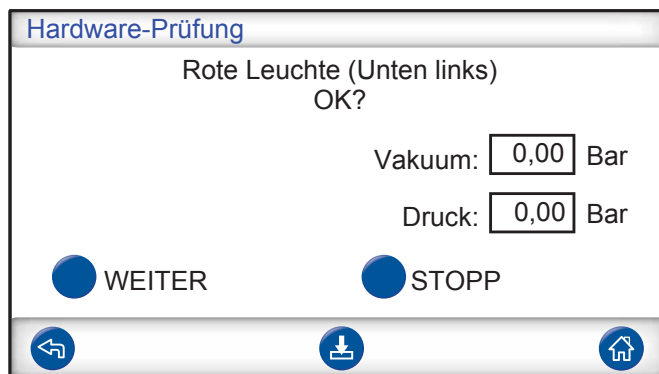 Hardware-Prüfung
Rote Leuchte (Unten links)
OK?
Vakuum: 0,00 Bar
Druck: 0,00 Bar
WEITER STOPP